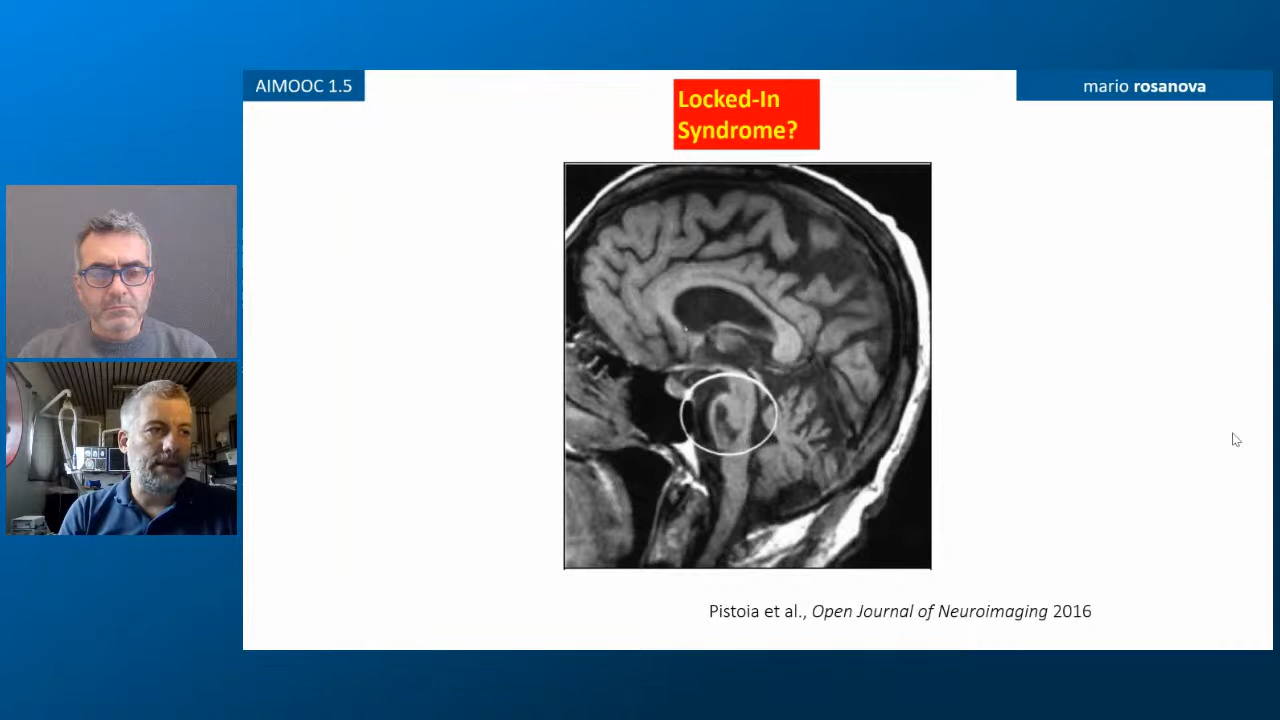 AIMOOC 1.5
Locked-In
Syndrome?
mario rosanova
Pistoia et al., Open Journal of Neuroimaging 2016